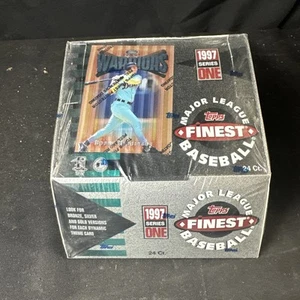 WARRIORS
1997
SERIES
ONE
MAJOR LEAGUE
Topps
FINEST
BASEBALL
24 Ct.
LOOK FOR
BRONZE, SILVER
AND GOLD VERSIONS
FOR EACH DYNAMIC
THEME CARD
1997
SERIES
ONE
24 Ct.
MAJOR LEAGUE
Topps
FINEST
BASEBALL